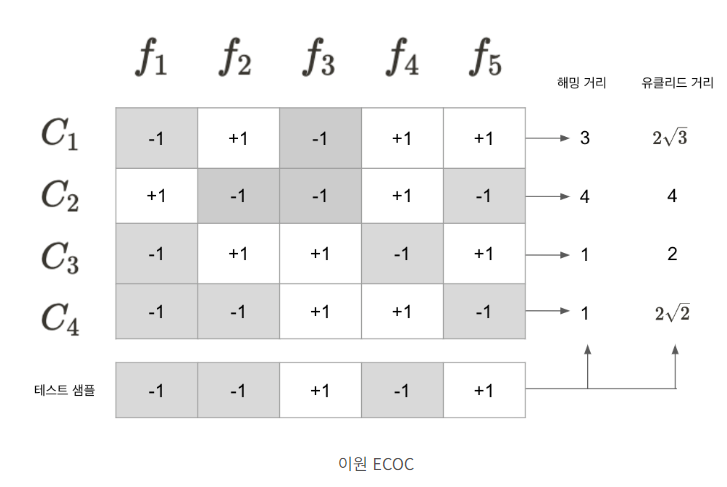 f₁ f₂ f₃ f₄ f₅
해밍 거리 유클리드 거리
C₁ -1 +1 -1 +1 +1 3 2√3
C₂ +1 -1 -1 +1 -1 4 4
C₃ -1 +1 +1 -1 +1 1 2
C₄ -1 -1 +1 +1 -1 1 2√2
테스트 샘플 -1 -1 +1 -1 +1
이원 ECOC